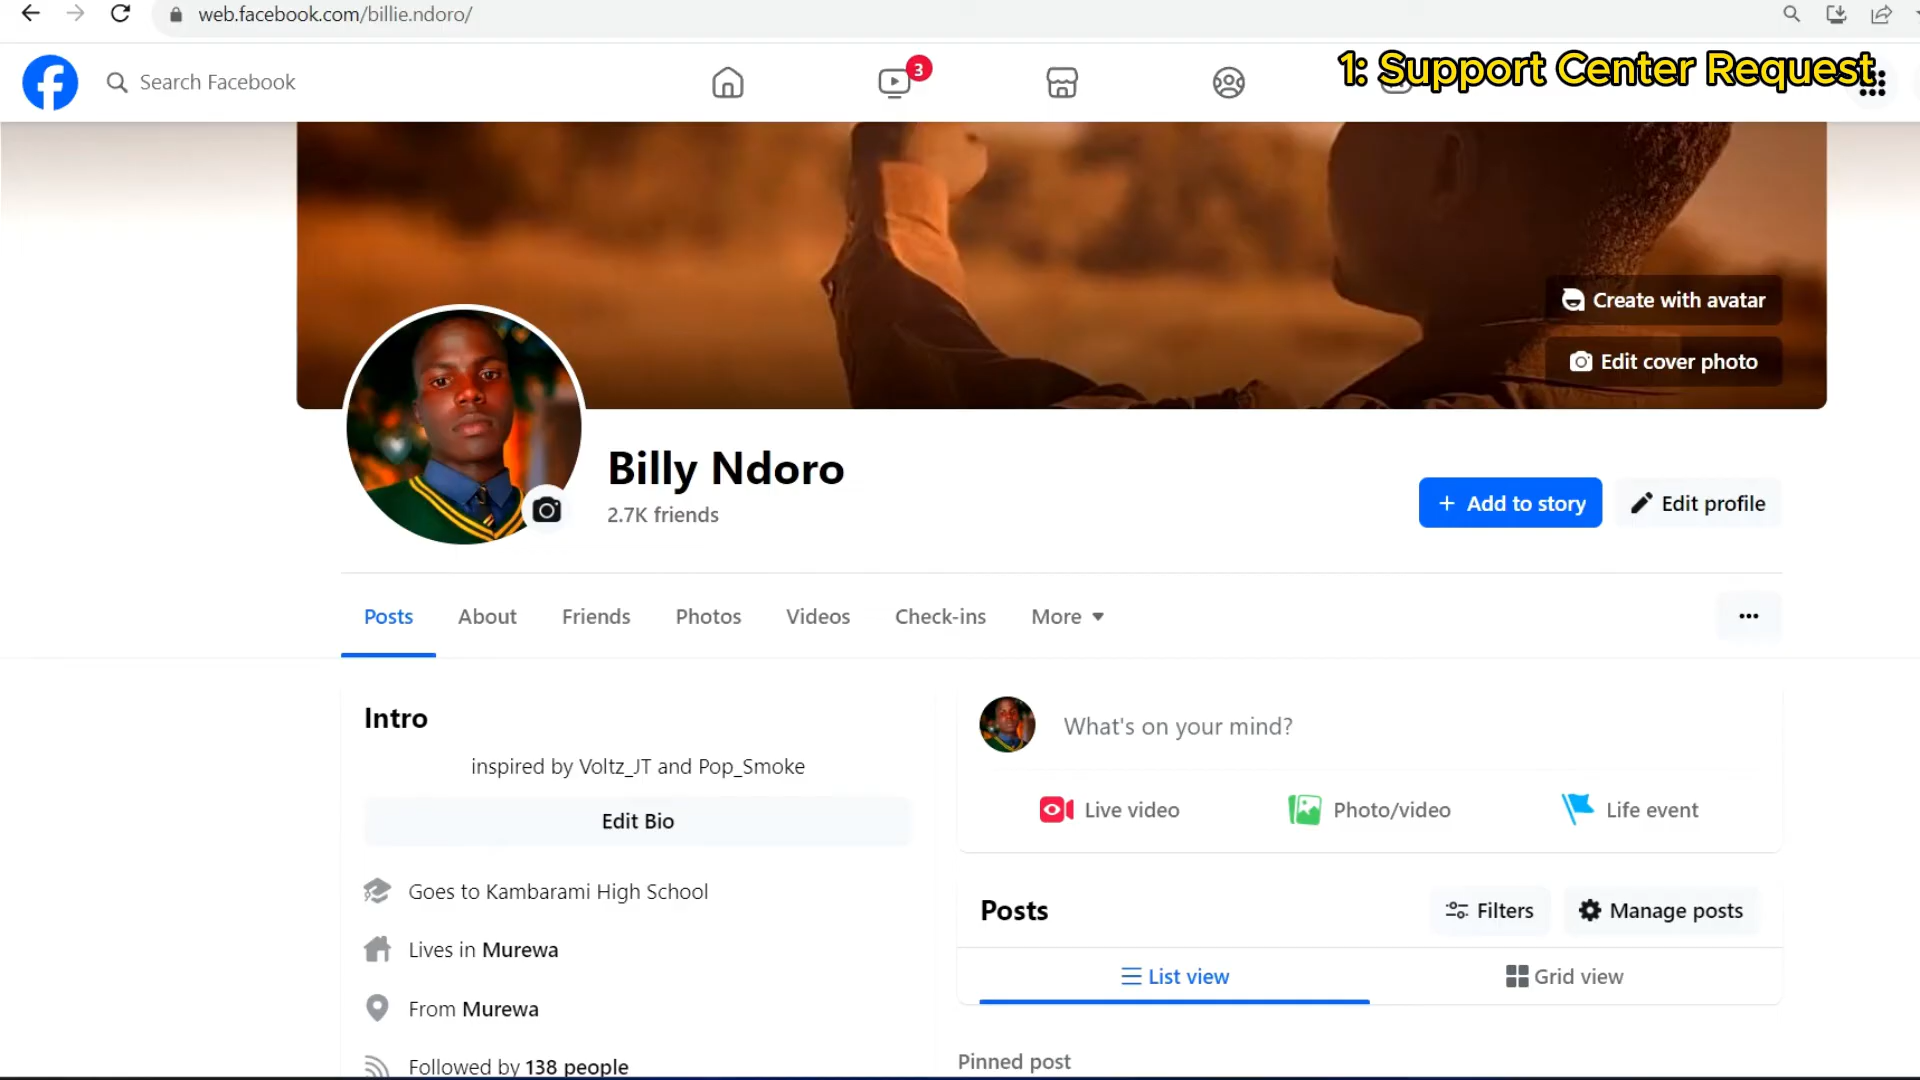 web.facebook.com/billie.ndoro/
Search Facebook
3
1: Support Center Request
Create with avatar
Edit cover photo
Billy Ndoro
2.7K friends
+ Add to story
Edit profile
Posts
About
Friends
Photos
Videos
Check-ins
More
Intro
inspired by Voltz_JT and Pop_Smoke
Edit Bio
Goes to Kambarami High School
Lives in Murewa
From Murewa
Followed by 138 people
What's on your mind?
Live video
Photo/video
Life event
Posts
Filters
Manage posts
List view
Grid view
Pinned post